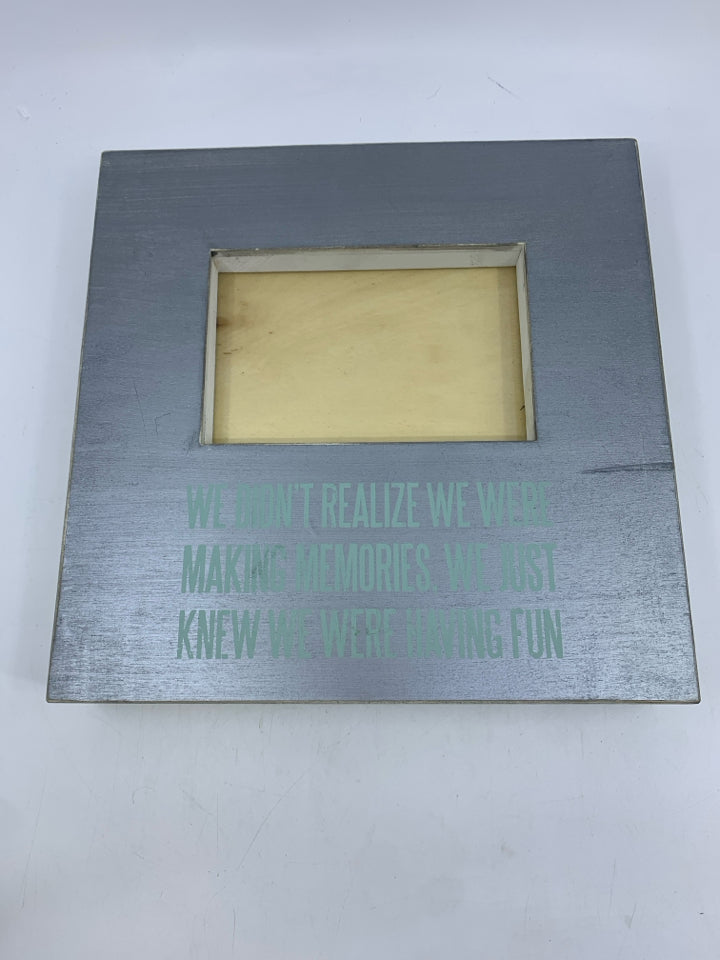 WE DIDN'T REALIZE WE WERE
MAKING MEMORIES. WE JUST
KNEW WE WERE HAVING FUN